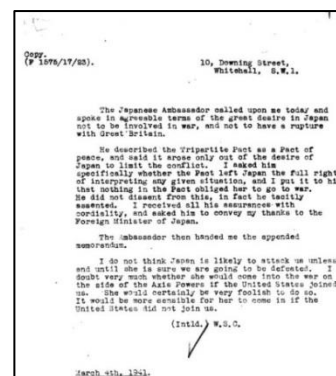 Copy.
(F 1575/17/23).
10, Downing Street,
Whitehall, S.W.1.
The Japanese Ambassador called upon me today and
spoke in agreeable terms of the great desire in Japan
not to be involved in war, and not to have a rupture
with Great Britain.
He described the Tripartite Pact as a Pact of
peace, and said it arose only out of the desire of
Japan to limit the conflict. I asked him
specifically whether the Pact left Japan the full right
of interpreting any given situation, and I put it to hi
that nothing in the Pact obliged her to go to war.
He did not dissent from this, in fact he tacitly
assented. I received all his assurances with
cordiality, and asked him to convey my thanks to the
Foreign Minister of Japan.
The Ambassador then handed me the appended
memorandum.
I do not think Japan is likely to attack us unless
and until she is sure we are going to be defeated. I
doubt very much whether she would come into the war on
the side of the Axis Powers if the United States joined
us. She would certainly be very foolish to do so.
It would be more sensible for her to come in if the
United States did not join us.
(Intld.) W.S.C.
March 4th, 1941.